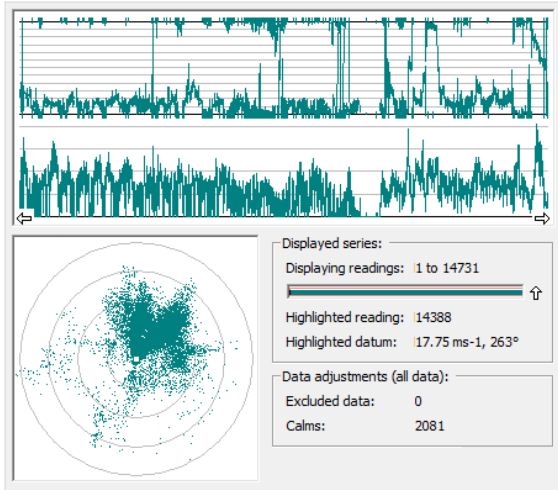 Displayed series:
Displaying readings: 1 to 14731
Highlighted reading: 14388
Highlighted datum: 17.75 ms-1, 263°
Data adjustments (all data):
Excluded data: 0
Calms: 2081